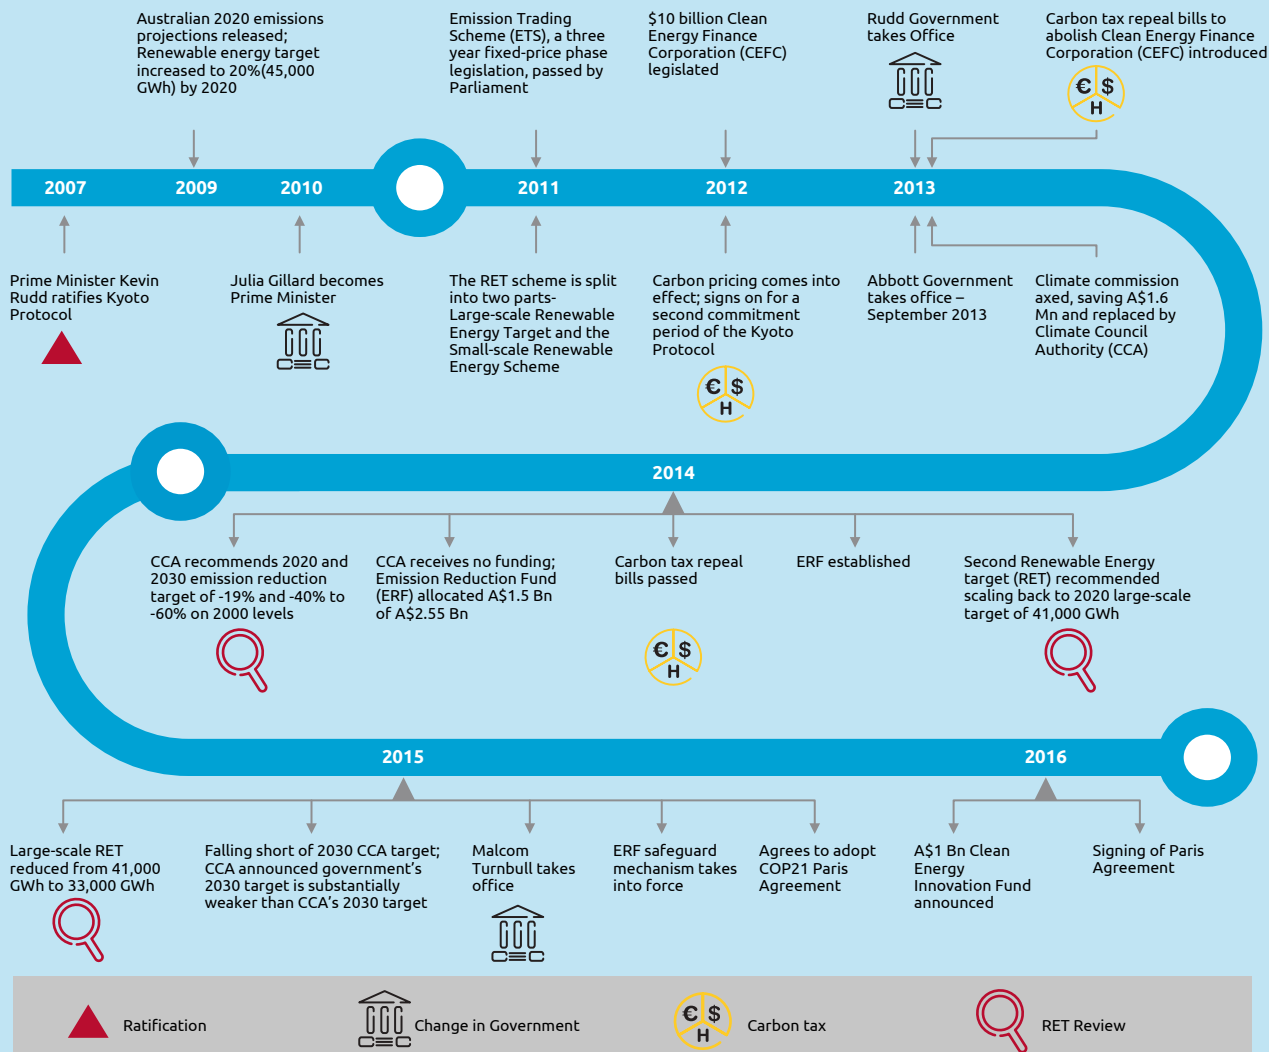 Australian 2020 emissions
projections released;
Renewable energy target
increased to 20%(45,000
GWh) by 2020
Emission Trading
Scheme (ETS), a three
year fixed-price phase
legislation, passed by
Parliament
$10 billion Clean
Energy Finance
Corporation (CEFC)
legislated
Rudd Government
takes Office
Carbon tax repeal bills to
abolish Clean Energy Finance
Corporation (CEFC) introduced
€ $
H
2007
2009
2010
2011
2012
2013
Prime Minister Kevin
Rudd ratifies Kyoto
Protocol
Julia Gillard becomes
Prime Minister
The RET scheme is split
into two parts-
Large-scale Renewable
Energy Target and the
Small-scale Renewable
Energy Scheme
Carbon pricing comes into
effect; signs on for a
second commitment
period of the Kyoto
Protocol
€ $
H
Abbott Government
takes office –
September 2013
Climate commission
axed, saving A$1.6
Mn and replaced by
Climate Council
Authority (CCA)
2014
CCA recommends 2020 and
2030 emission reduction
target of -19% and -40% to
-60% on 2000 levels
CCA receives no funding;
Emission Reduction Fund
(ERF) allocated A$1.5 Bn
of A$2.55 Bn
Carbon tax repeal
bills passed
€ $
H
ERF established
Second Renewable Energy
target (RET) recommended
scaling back to 2020 large-scale
target of 41,000 GWh
2015
2016
Large-scale RET
reduced from 41,000
GWh to 33,000 GWh
Falling short of 2030 CCA target;
CCA announced government's
2030 target is substantially
weaker than CCA's 2030 target
Malcom
Turnbull takes
office
ERF safeguard
mechanism takes
into force
Agrees to adopt
COP21 Paris
Agreement
A$1 Bn Clean
Energy
Innovation Fund
announced
Signing of Paris
Agreement
Ratification
Change in Government
€ $
H
Carbon tax
RET Review